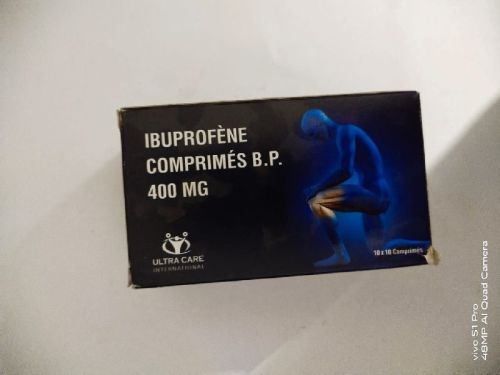 IBUPROFÈNE
COMPRIMÉS B.P.
400 MG
ULTRA CARE
INTERNATIONAL
10 x 10 Comprimés
vivo S1 Pro
48MP AI Quad Camera